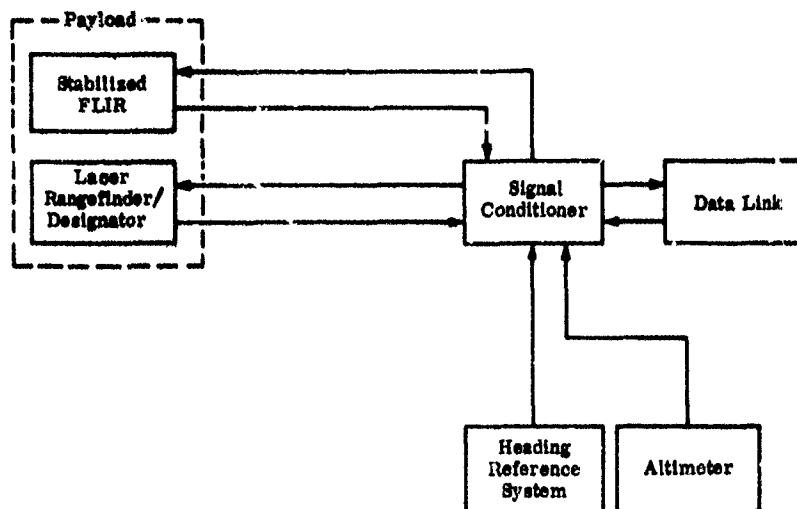 Payload
Stabilized
FLIR
Laser
Rangefinder/
Designator
Signal
Conditioner
Data Link
Heading
Reference
System
Altimeter